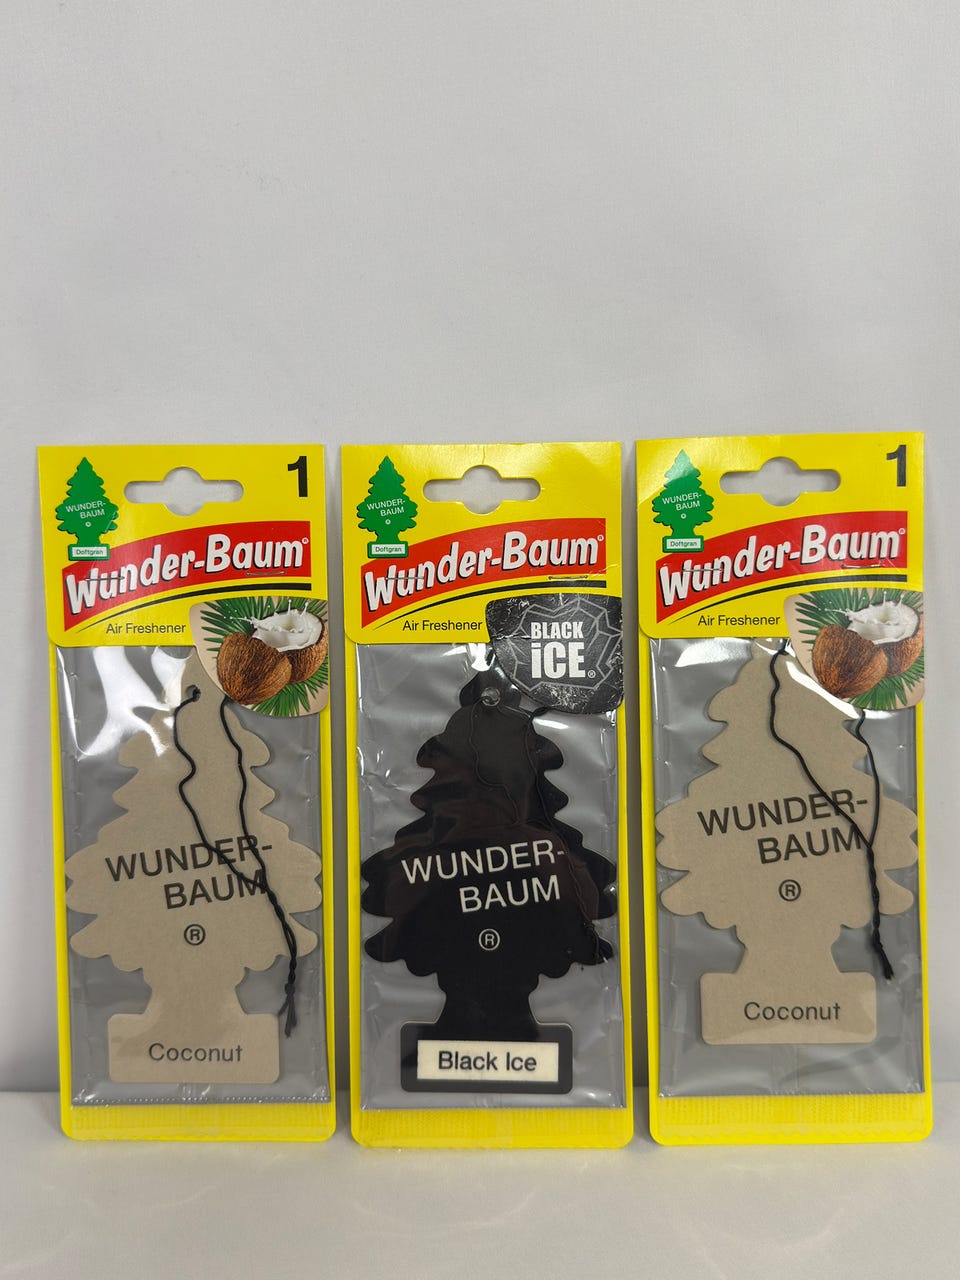 WUNDER-
BAUM
®
Doftgran
1
Wunder-Baum®
Air Freshener
WUNDER-
BAUM
®
Coconut
WUNDER-
BAUM
®
Doftgran
Wunder-Baum®
Air Freshener
BLACK
iCE®
WUNDER-
BAUM
®
Black Ice
WUNDER-
BAUM
®
Doftgran
1
Wunder-Baum®
Air Freshener
WUNDER-
BAUM
®
Coconut